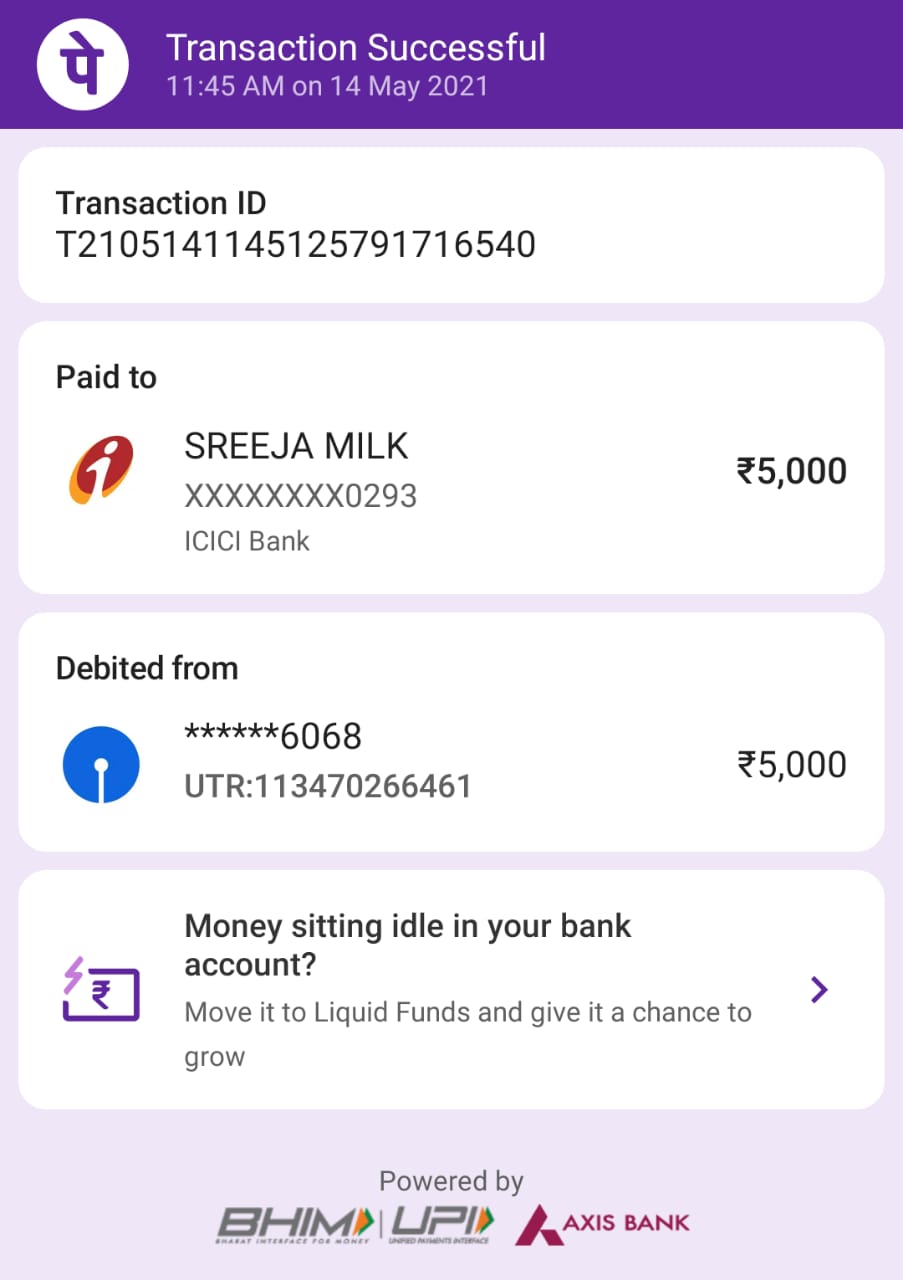 पे
Transaction Successful
11:45 AM on 14 May 2021
Transaction ID
T2105141145125791716540
Paid to
SREEJA MILK
XXXXXXXX0293
₹5,000
ICICI Bank
Debited from
******6068
UTR:113470266461
₹5,000
Money sitting idle in your bank
account?
₹
Move it to Liquid Funds and give it a chance to
grow
Powered by
BHIM | UPI AXIS BANK
BHARAT INTERFACE FOR MONEY UNIFIED PAYMENTS INTERFACE